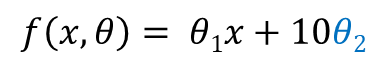 f(x, θ) = θ₁x + 10θ₂